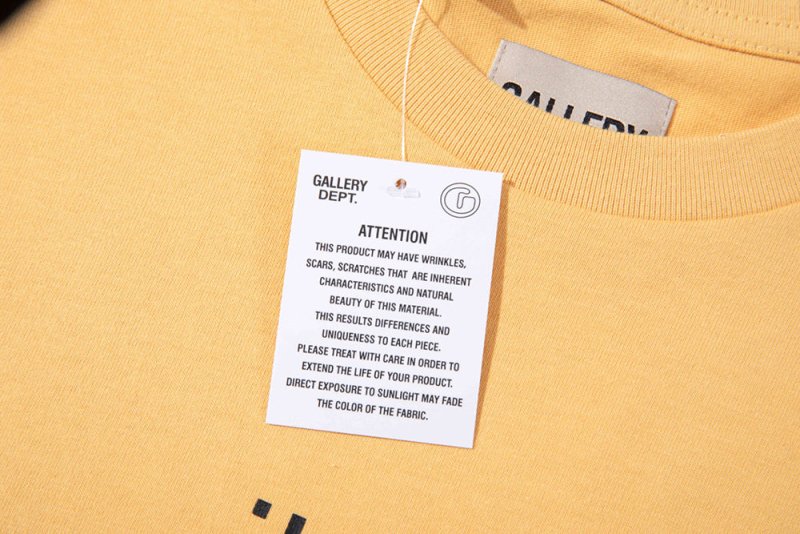 GALLERY
GALLERY
DEPT.
ATTENTION
THIS PRODUCT MAY HAVE WRINKLES,
SCARS, SCRATCHES THAT ARE INHERENT
CHARACTERISTICS AND NATURAL
BEAUTY OF THIS MATERIAL.
THIS RESULTS DIFFERENCES AND
UNIQUENESS TO EACH PIECE.
PLEASE TREAT WITH CARE IN ORDER TO
EXTEND THE LIFE OF YOUR PRODUCT.
DIRECT EXPOSURE TO SUNLIGHT MAY FADE
THE COLOR OF THE FABRIC.